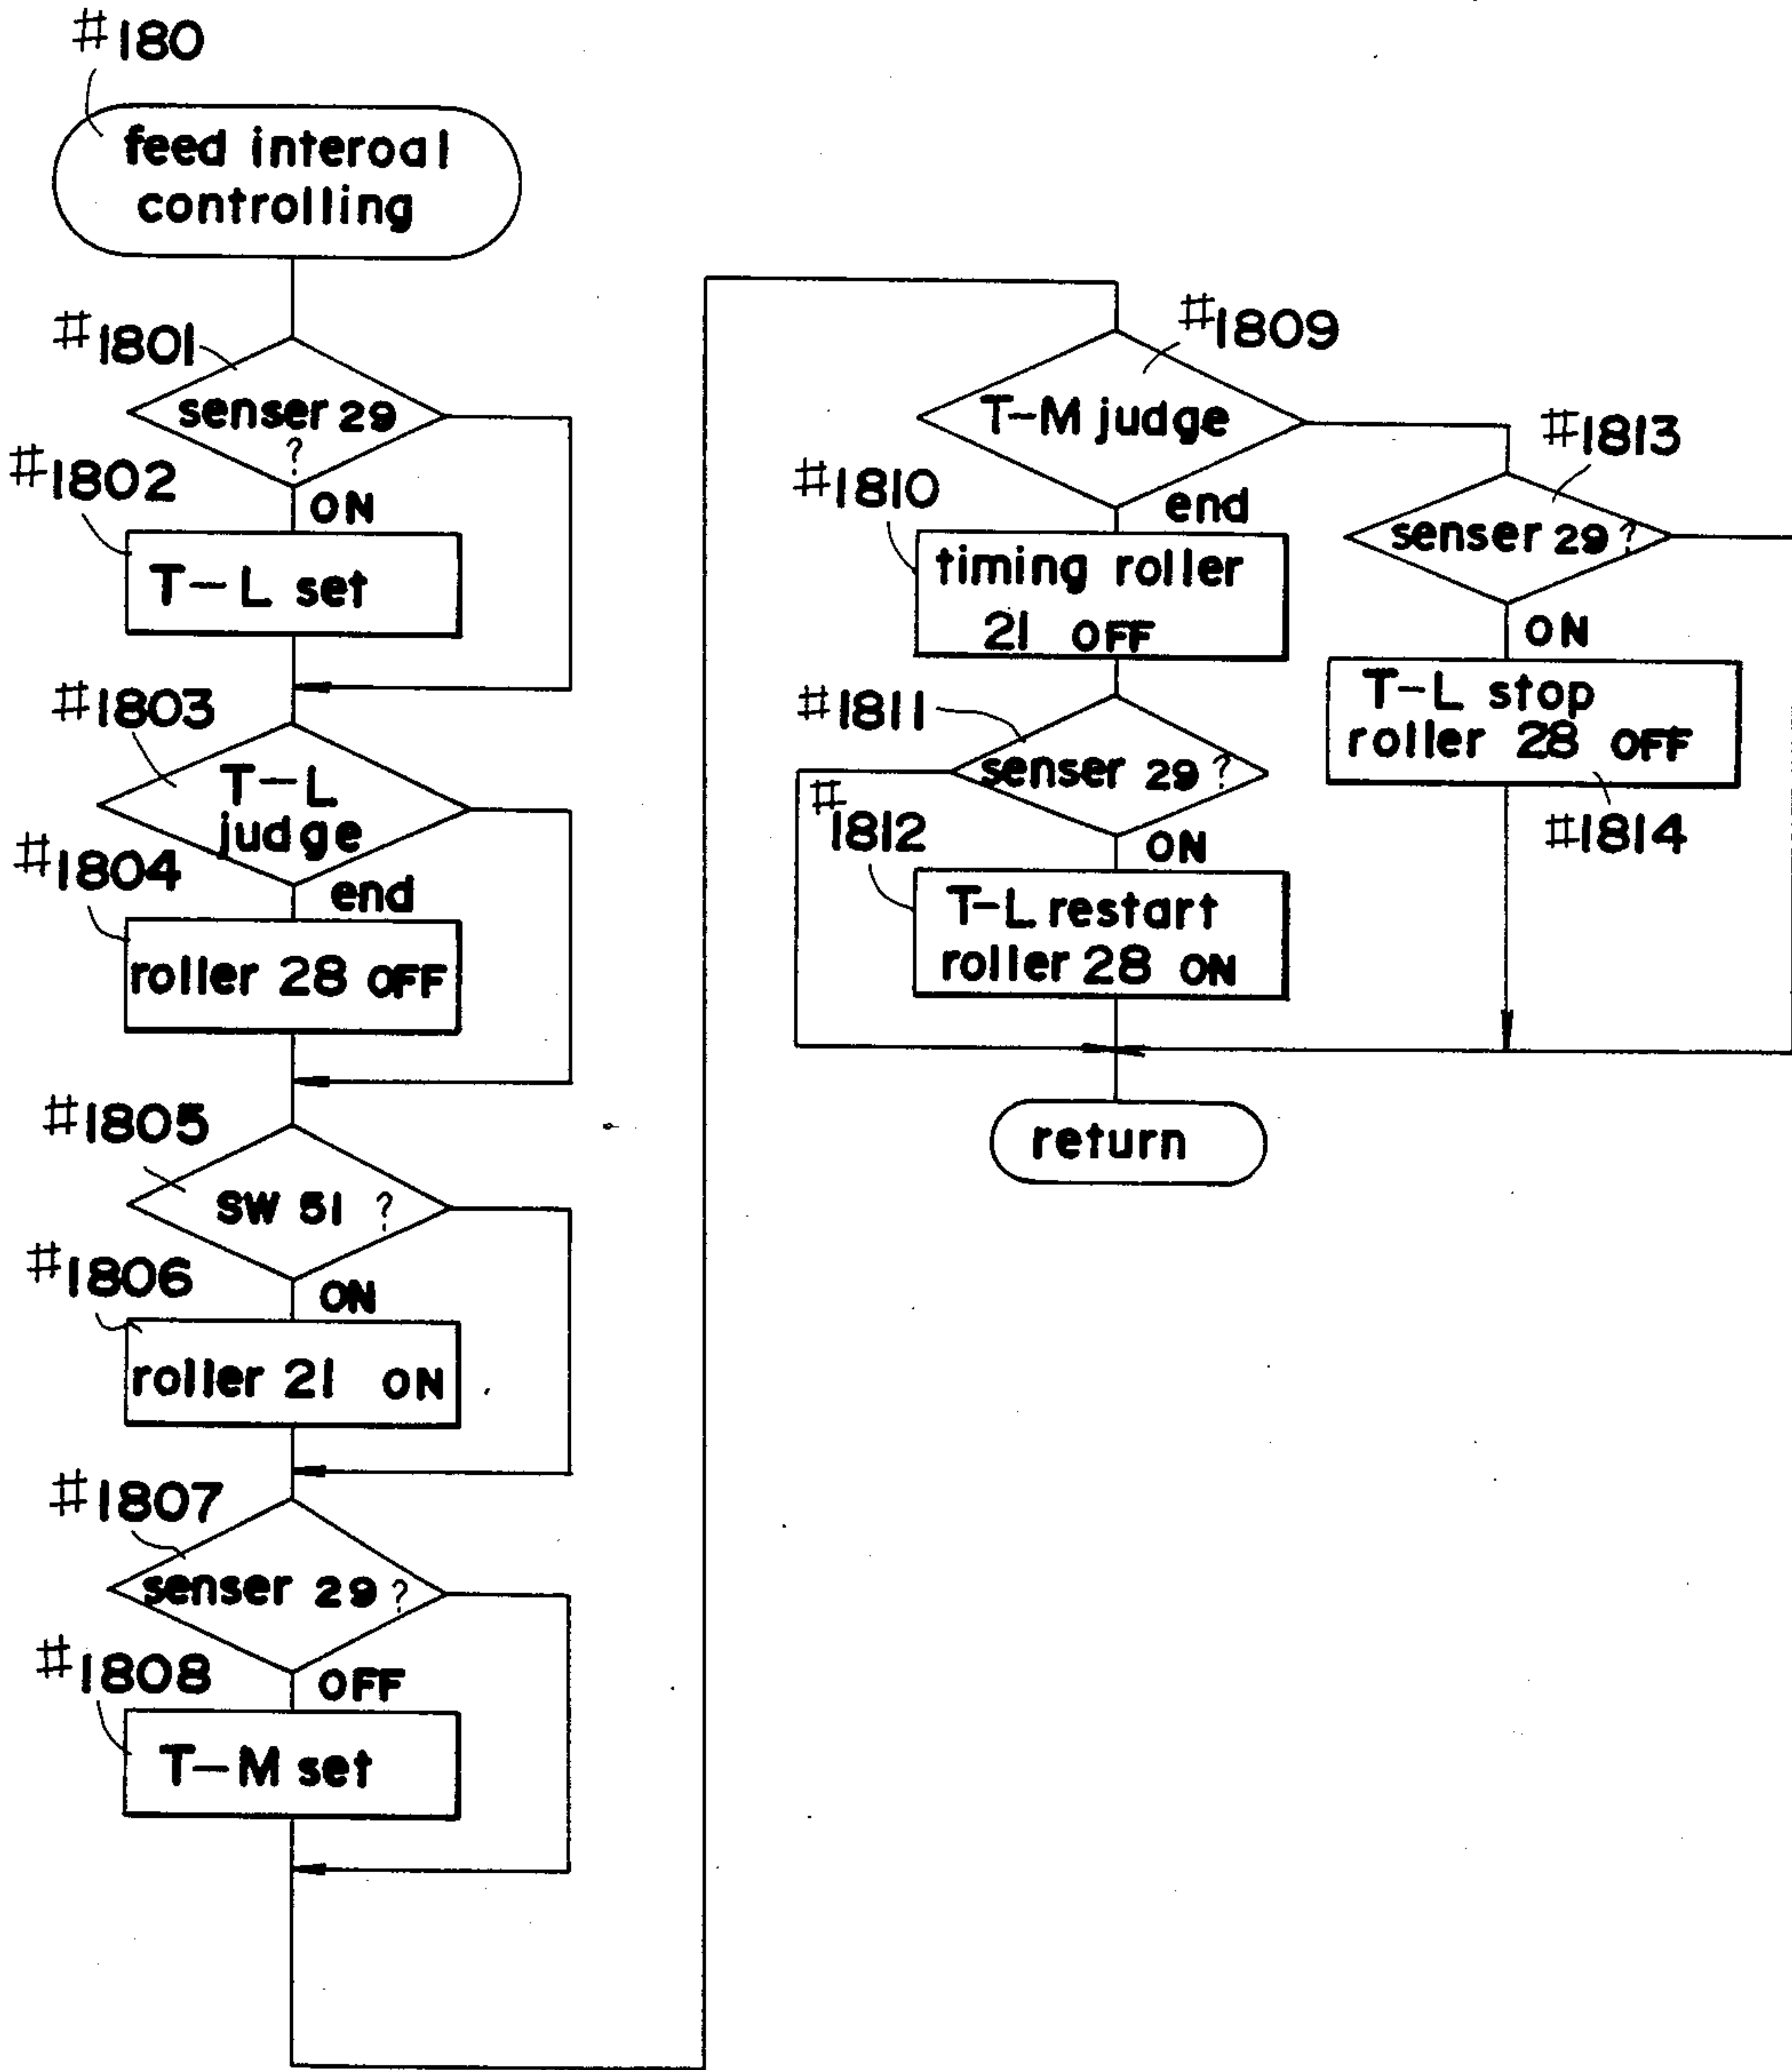 #180
feed interoal
controlling
#1801
senser 29
?
ON
#1802
T-L set
#1803
T-L
judge
end
#1804
roller 28 OFF
#1805
SW 51 ?
ON
#1806
roller 21 ON
#1807
senser 29 ?
OFF
#1808
T-M set
#1809
T-M judge
end
#1810
timing roller
21 OFF
#1811
senser 29 ?
ON
#1812
T-L restart
roller 28 ON
#1813
senser 29 ?
ON
T-L stop
roller 28 OFF
#1814
return